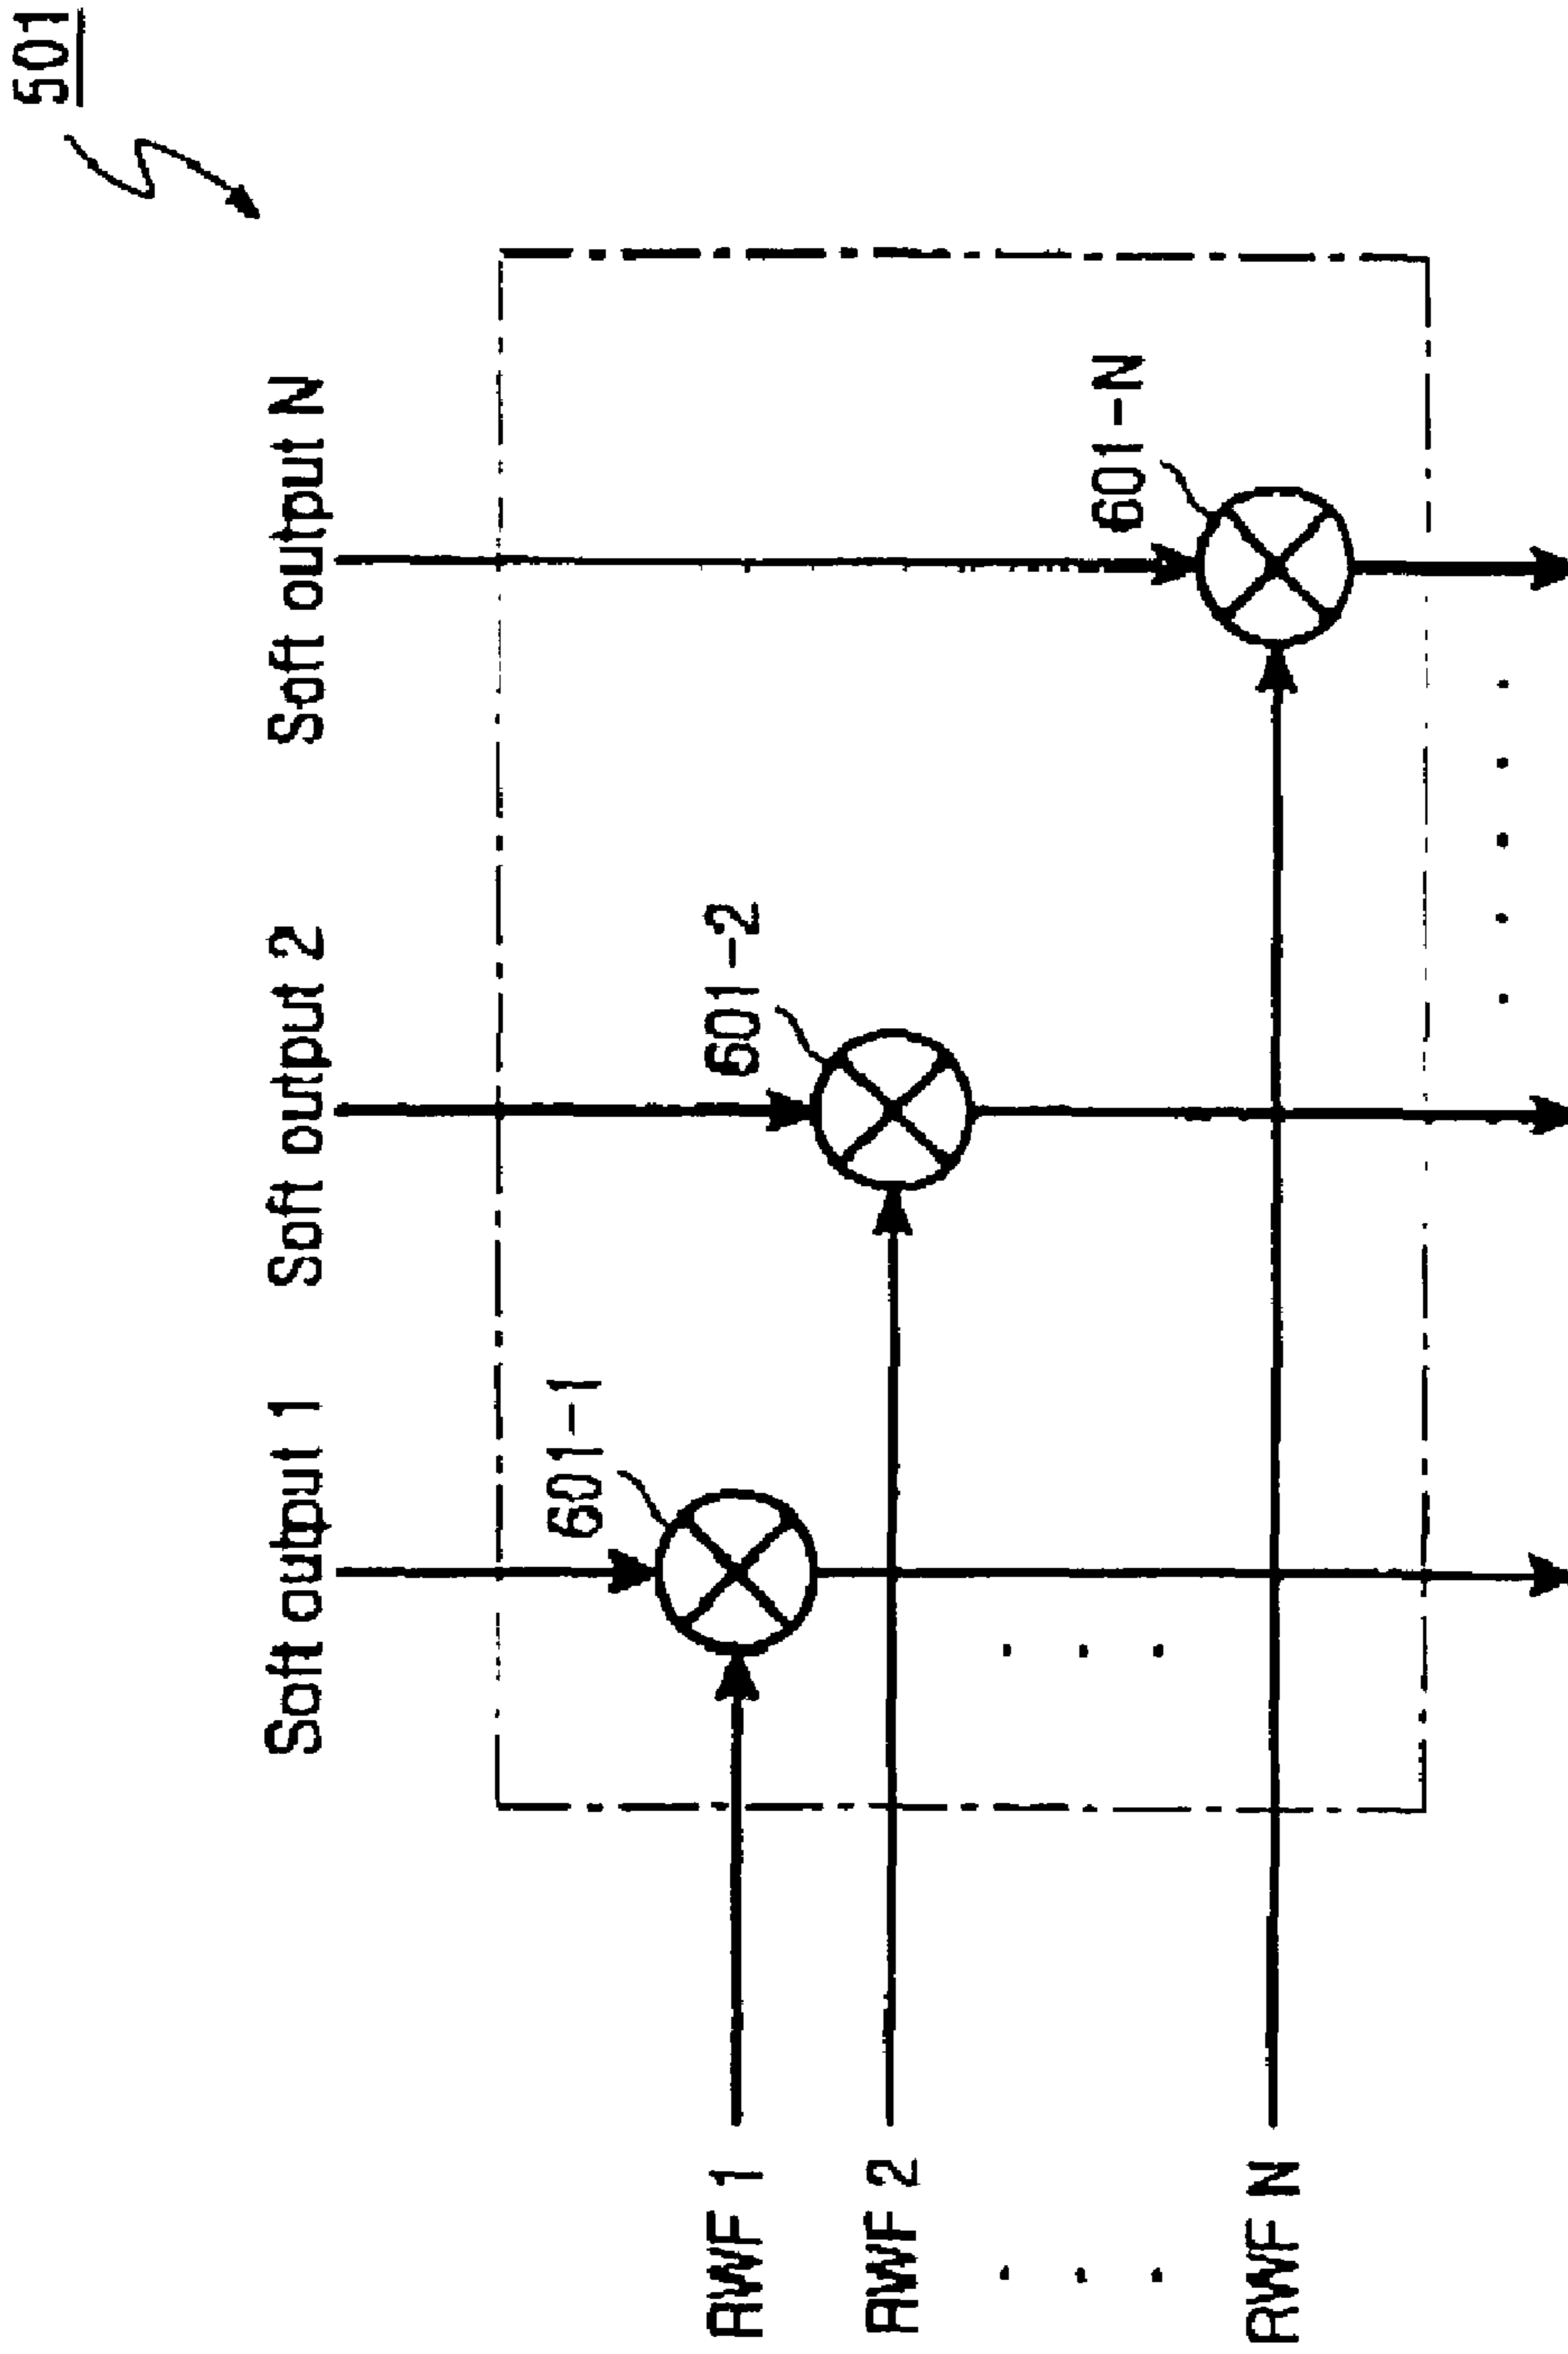 501
Soft output 1
Soft output 2
Soft output N
601-1
601-2
601-N
RWF 1
RWF 2
RWF N